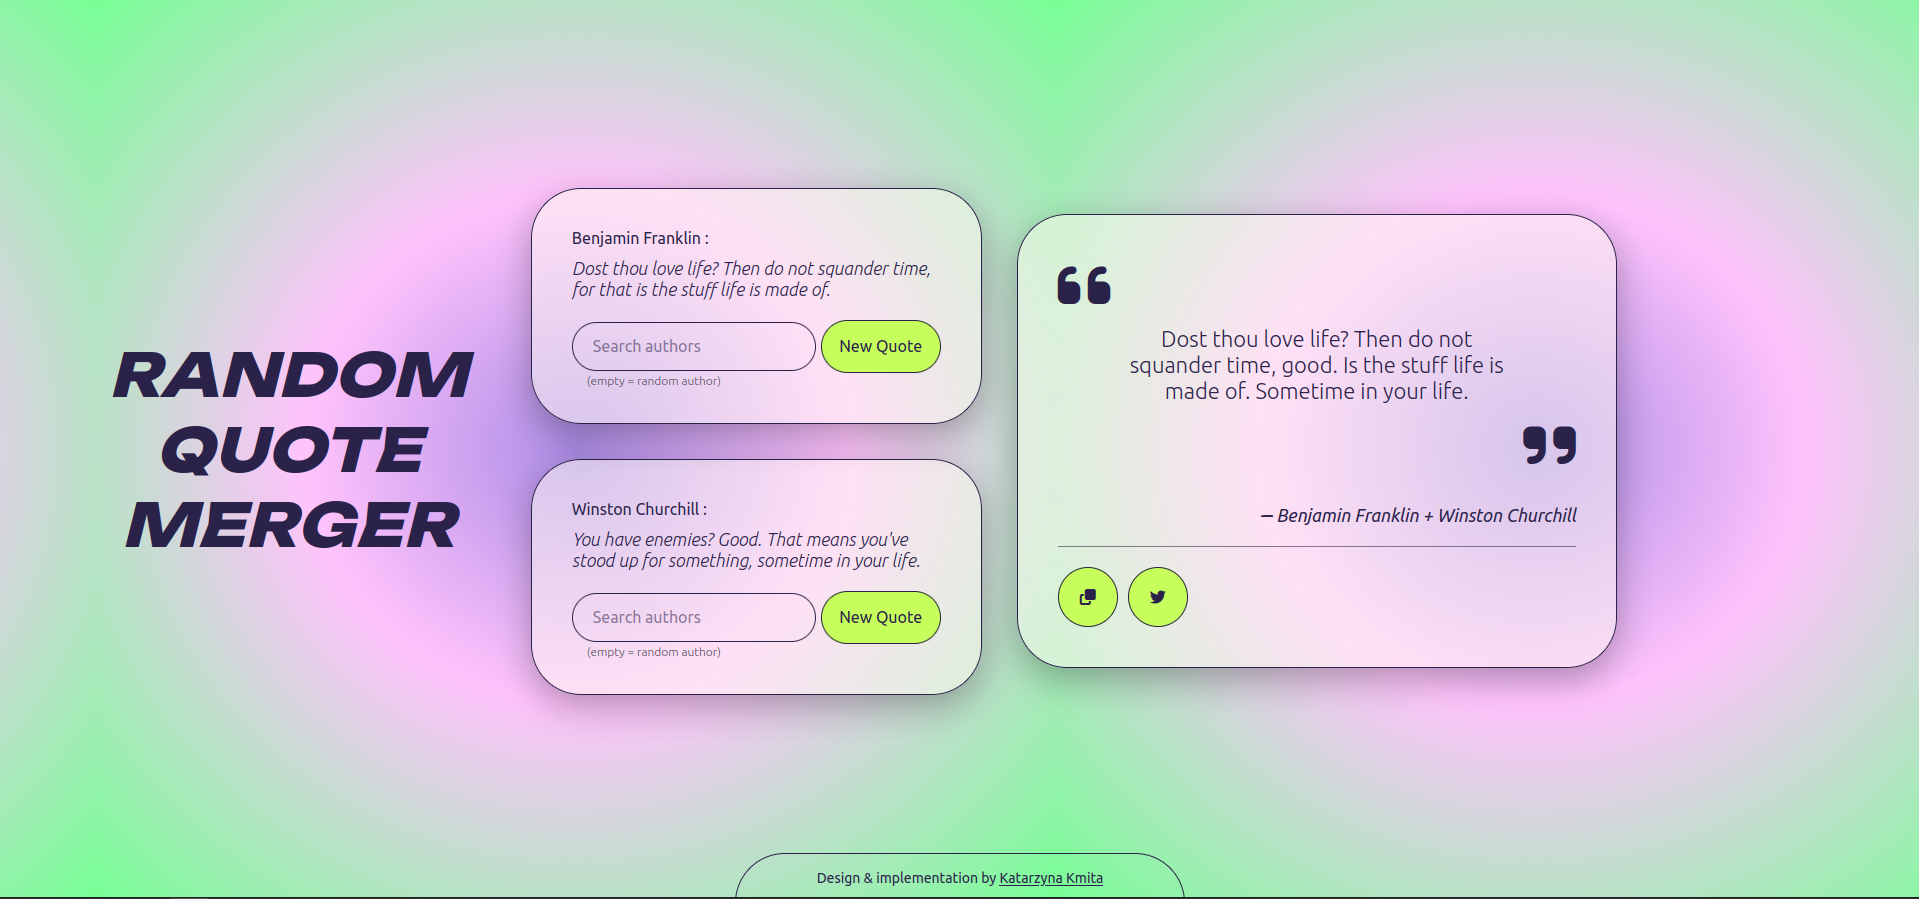 RANDOM
QUOTE
MERGER
Benjamin Franklin :
Dost thou love life? Then do not squander time,
for that is the stuff life is made of.
Search authors
New Quote
(empty = random author)
Winston Churchill :
You have enemies? Good. That means you've
stood up for something, sometime in your life.
Search authors
New Quote
(empty = random author)
❝
Dost thou love life? Then do not
squander time, good. Is the stuff life is
made of. Sometime in your life.
❞
— Benjamin Franklin + Winston Churchill
Design & implementation by Katarzyna Kmita